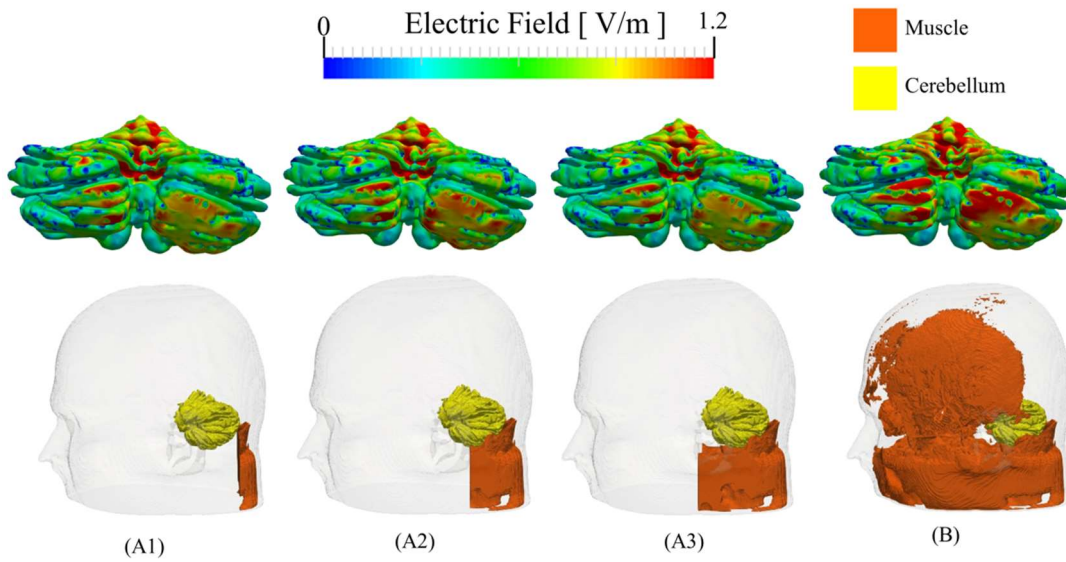 0 Electric Field [ V/m ] 1.2
Muscle
Cerebellum
(A1) (A2) (A3) (B)